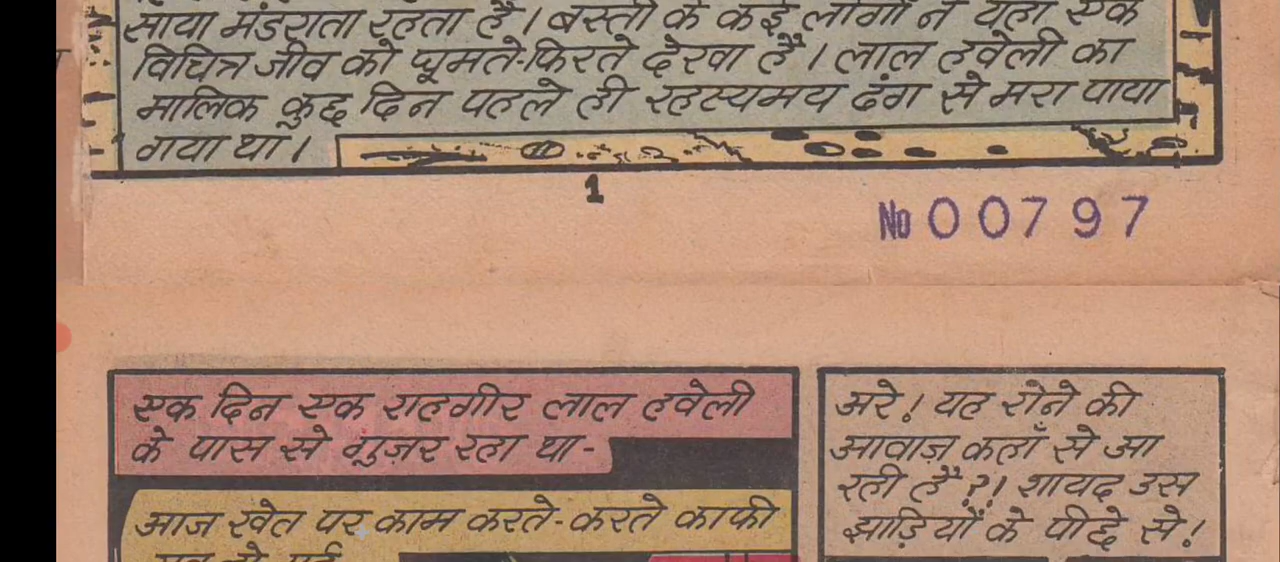 साया मंडराता रहता है। बस्ती के कई लोगों ने यहां एक
विचित्र जीव को घूमते-फिरते देखा है। लाल हवेली का
मालिक कुछ दिन पहले ही रहस्यमय ढंग से मरा पाया
गया था।
1
No 00797
एक दिन एक राहगीर लाल हवेली
के पास से गुज़र रहा था-
आज खेत पर काम करते-करते काफी
अरे! यह रोने की
आवाज़ कहाँ से आ
रही है?! शायद उस
झाड़ियों के पीछे से!